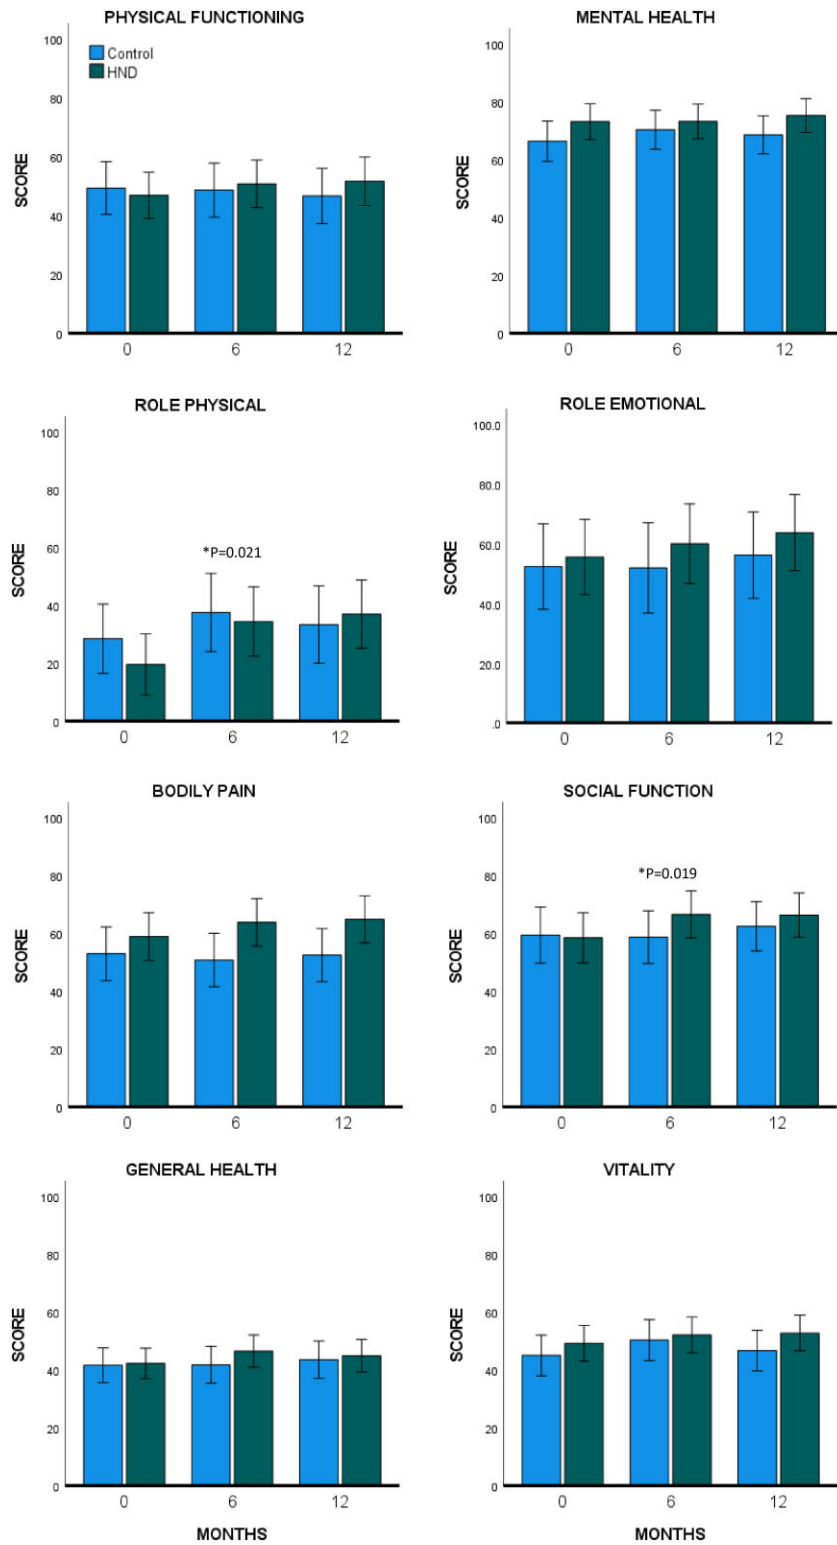 PHYSICAL FUNCTIONING
100
80
60
40
20
0
SCORE
Control
HND
0 6 12
MENTAL HEALTH
100
80
60
40
20
0
SCORE
0 6 12
ROLE PHYSICAL
100
80
60
40
20
0
SCORE
*P=0.021
0 6 12
ROLE EMOTIONAL
100.0
80.0
60.0
40.0
20.0
.0
SCORE
0 6 12
BODILY PAIN
100
80
60
40
20
0
SCORE
0 6 12
SOCIAL FUNCTION
100
80
60
40
20
0
SCORE
*P=0.019
0 6 12
GENERAL HEALTH
100
80
60
40
20
0
SCORE
0 6 12
MONTHS
VITALITY
100
80
60
40
20
0
SCORE
0 6 12
MONTHS